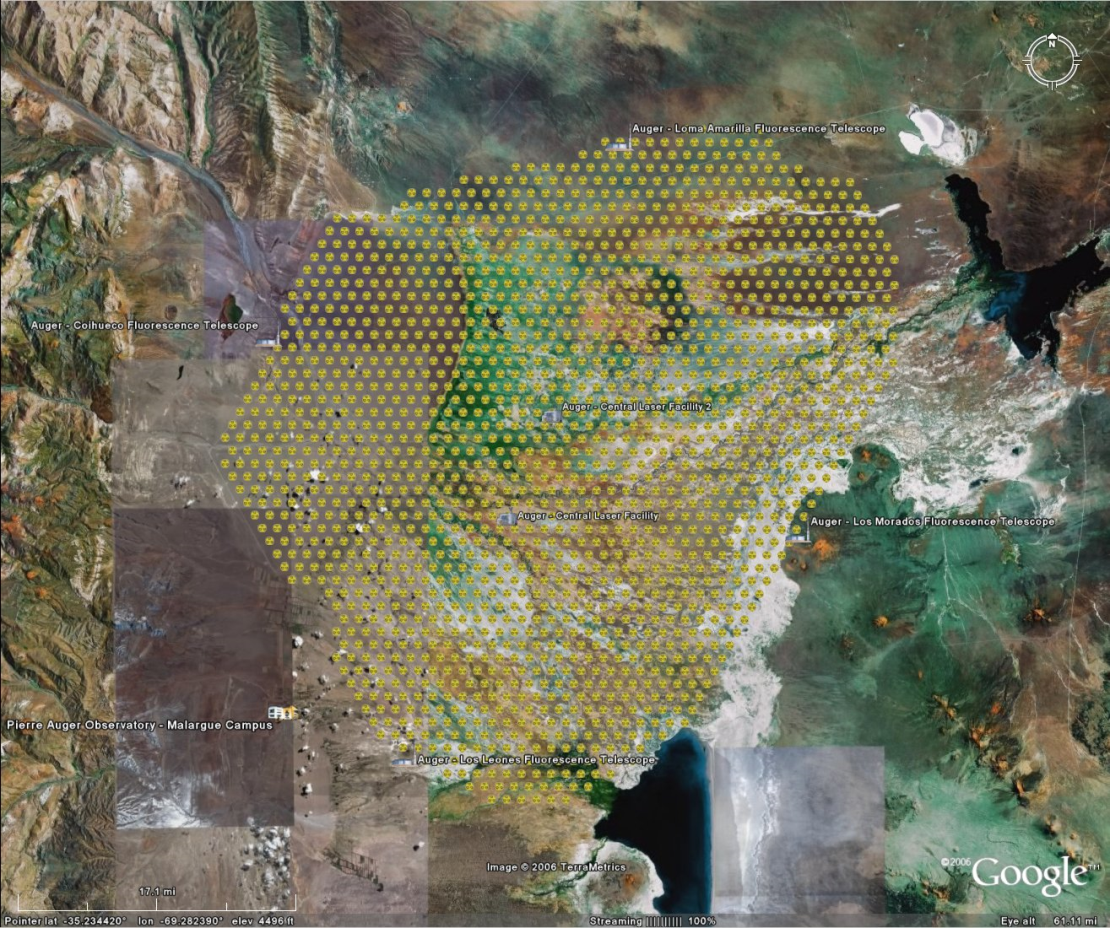 N
Auger - Loma Amarilla Fluorescence Telescope
Auger - Coihueco Fluorescence Telescope
Auger - Central Laser Facility 2
Auger - Central Laser Facility
Auger - Los Morados Fluorescence Telescope
Pierre Auger Observatory - Malargue Campus
Auger - Los Leones Fluorescence Telescope
Image © 2006 TerraMetrics
©2006 Google™
17.1 mi
Pointer lat -35.234420° lon -69.282390° elev 4496 ft Streaming |||||||||| 100% Eye alt 61.11 mi